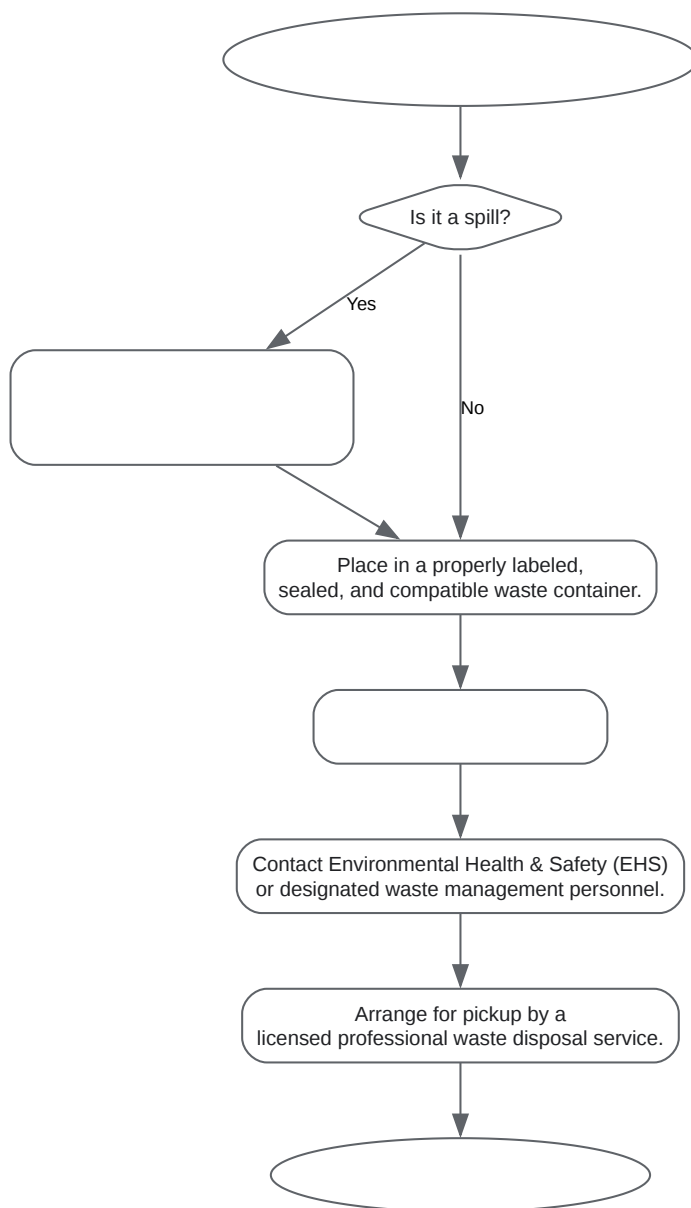 Is it a spill?
Yes
No
Place in a properly labeled,
sealed, and compatible waste container.
Contact Environmental Health & Safety (EHS)
or designated waste management personnel.
Arrange for pickup by a
licensed professional waste disposal service.